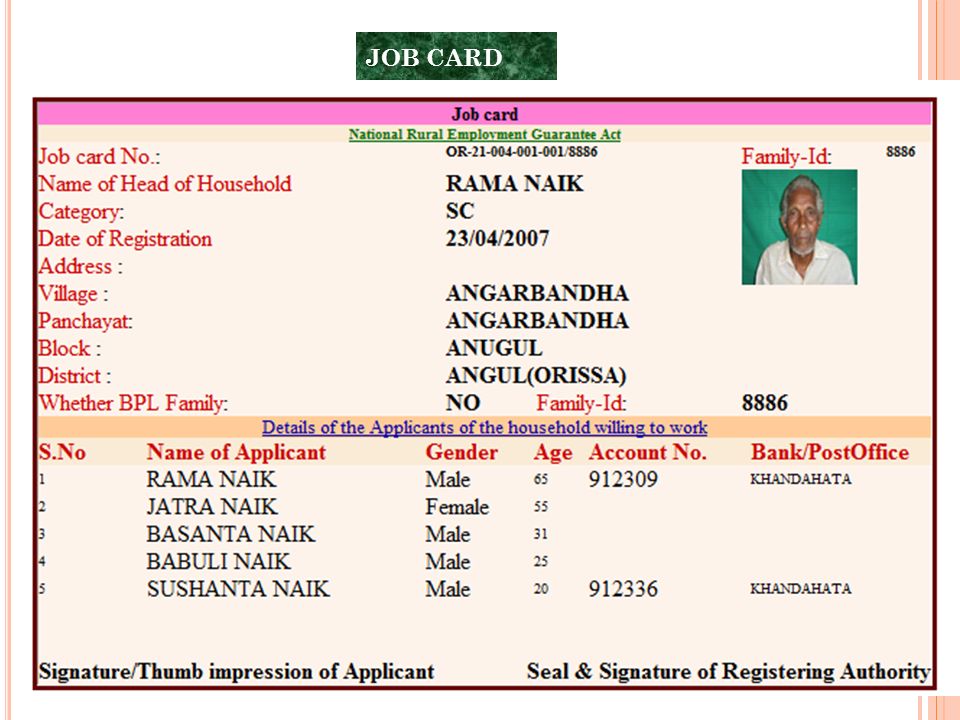 JOB CARD
Job card
National Rural Employment Guarantee Act
Job card No.: OR-21-004-001-001/8886 Family-Id: 8886
Name of Head of Household RAMA NAIK
Category: SC
Date of Registration 23/04/2007
Address :
Village : ANGARBANDHA
Panchayat: ANGARBANDHA
Block : ANUGUL
District : ANGUL(ORISSA)
Whether BPL Family: NO Family-Id: 8886
Details of the Applicants of the household willing to work
S.No Name of Applicant Gender Age Account No. Bank/PostOffice
1 RAMA NAIK Male 65 912309 KHANDAHATA
2 JATRA NAIK Female 55
3 BASANTA NAIK Male 31
4 BABULI NAIK Male 25
5 SUSHANTA NAIK Male 20 912336 KHANDAHATA
Signature/Thumb impression of Applicant Seal & Signature of Registering Authority